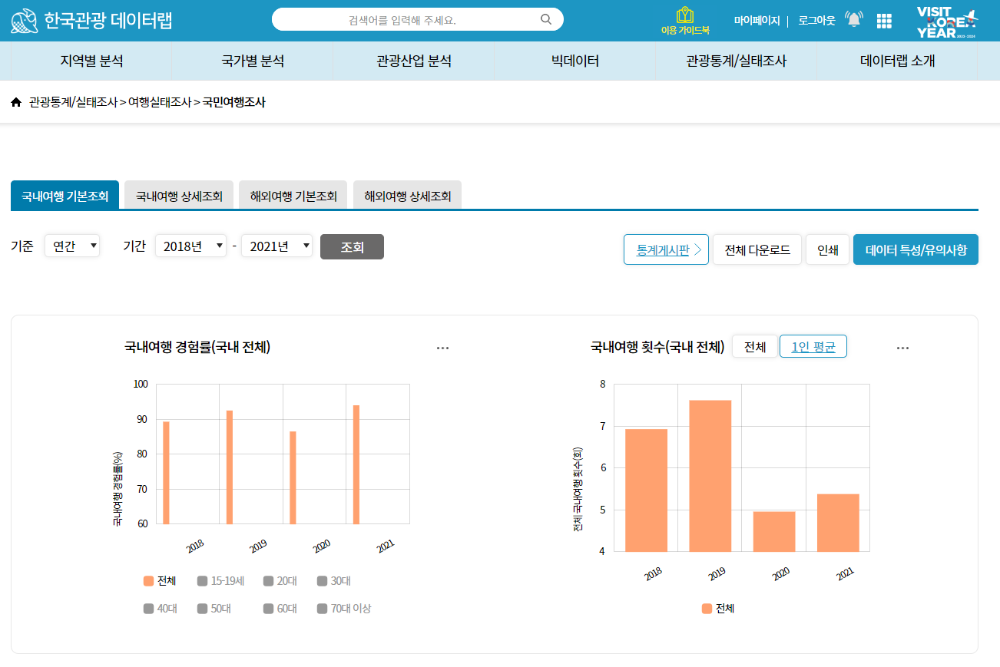 한국관광 데이터랩
검색어를 입력해 주세요.
이용 가이드북
마이페이지 | 로그아웃
VISIT
KOREA
YEAR 2023-2024
지역별 분석 국가별 분석 관광산업 분석 빅데이터 관광통계/실태조사 데이터랩 소개
관광통계/실태조사 > 여행실태조사 > 국민여행조사
국내여행 기본조회 국내여행 상세조회 해외여행 기본조회 해외여행 상세조회
기준 연간 기간 2018년 - 2021년 조회 통계게시판 전체 다운로드 인쇄 데이터 특성/유의사항
국내여행 경험률(국내 전체)
국내여행 경험률(%)
100
90
80
70
60
2018 2019 2020 2021
전체 15-19세 20대 30대
40대 50대 60대 70대 이상
국내여행 횟수(국내 전체) 전체 1인 평균
전체 국내여행 횟수(회)
8
7
6
5
4
2018 2019 2020 2021
전체